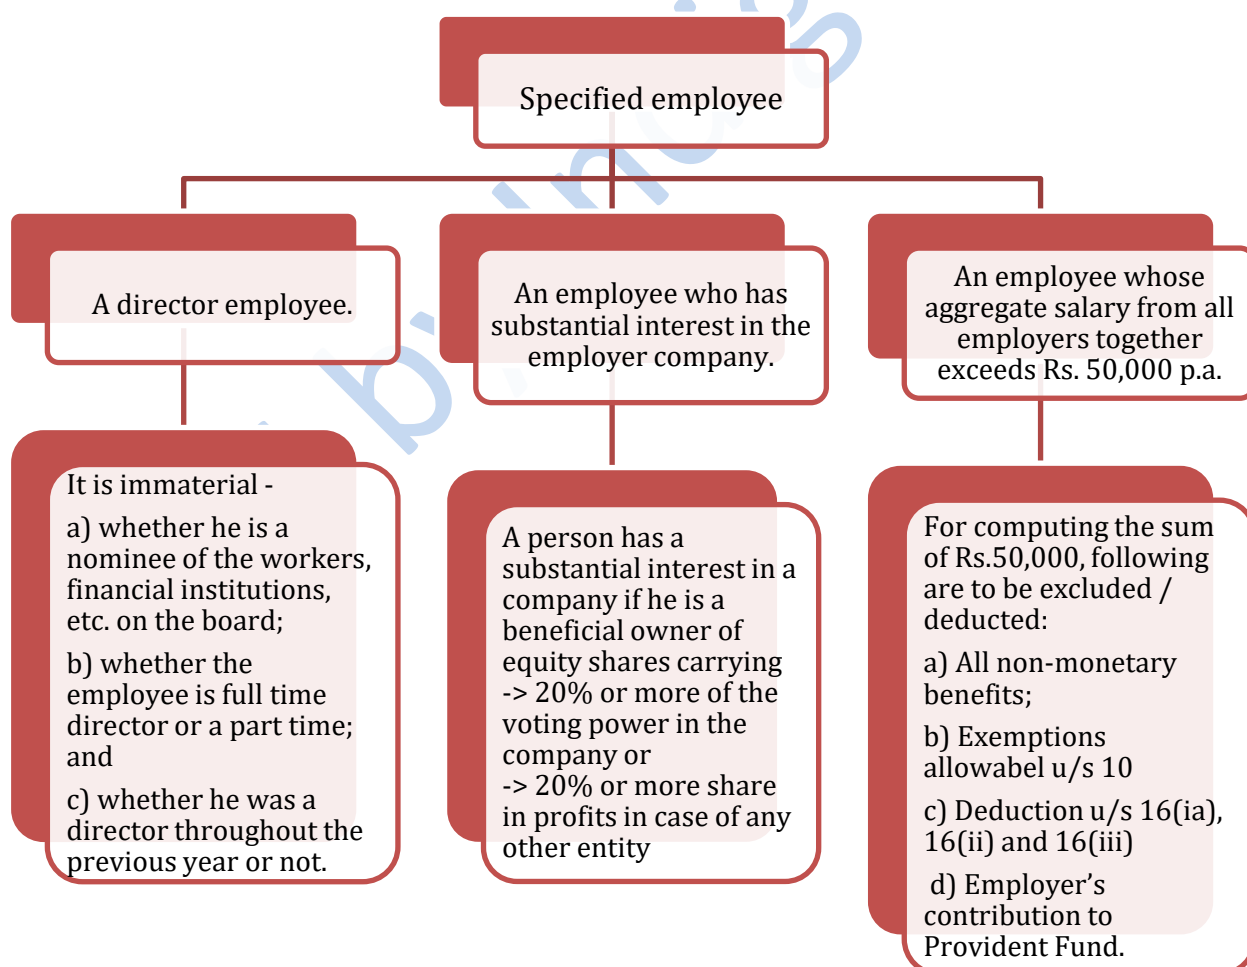 Specified employee
A director employee.
An employee who has
substantial interest in the
employer company.
An employee whose
aggregate salary from all
employers together
exceeds Rs. 50,000 p.a.
It is immaterial -
a) whether he is a
nominee of the workers,
financial institutions,
etc. on the board;
b) whether the
employee is full time
director or a part time;
and
c) whether he was a
director throughout the
previous year or not.
A person has a
substantial interest in a
company if he is a
beneficial owner of
equity shares carrying
-> 20% or more of the
voting power in the
company or
-> 20% or more share
in profits in case of any
other entity
For computing the sum
of Rs.50,000, following
are to be excluded /
deducted:
a) All non-monetary
benefits;
b) Exemptions
allowabel u/s 10
c) Deduction u/s 16(ia),
16(ii) and 16(iii)
d) Employer's
contribution to
Provident Fund.